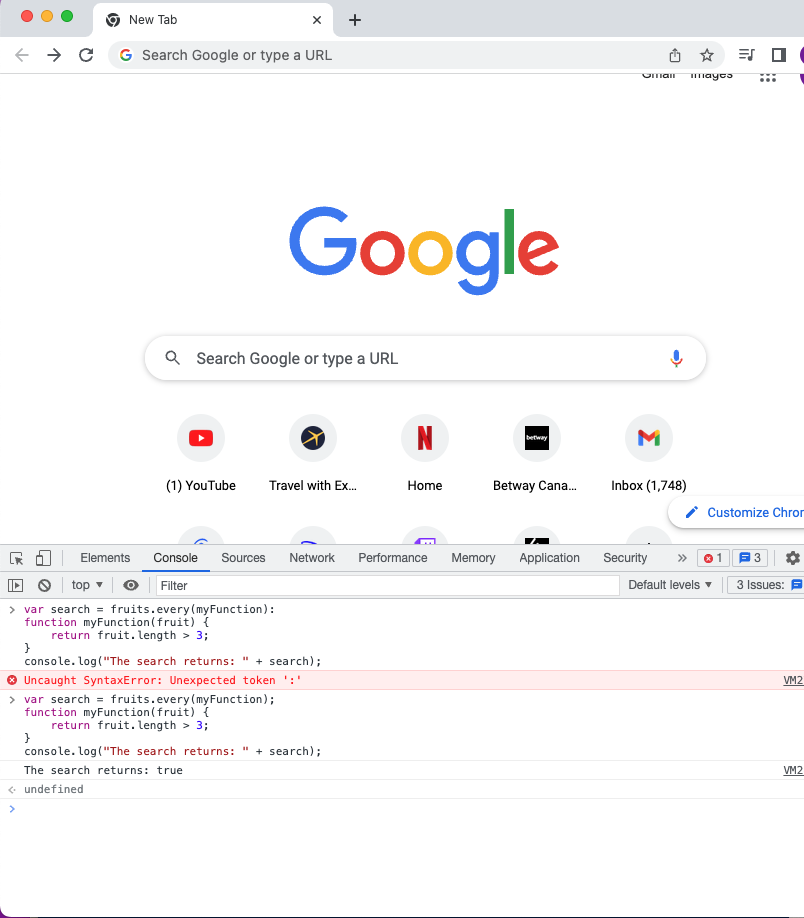 New Tab
Search Google or type a URL
Gmail Images
Google
Search Google or type a URL
betway
(1) YouTube Travel with Ex... Home Betway Cana... Inbox (1,748)
Customize Chror
Elements Console Sources Network Performance Memory Application Security » 1 3
top ▼ Filter Default levels ▼ 3 Issues:
> var search = fruits.every(myFunction):
function myFunction(fruit) {
    return fruit.length > 3;
}
console.log("The search returns: " + search);
Uncaught SyntaxError: Unexpected token ':' VM2
> var search = fruits.every(myFunction);
function myFunction(fruit) {
    return fruit.length > 3;
}
console.log("The search returns: " + search);
The search returns: true VM2
undefined
>